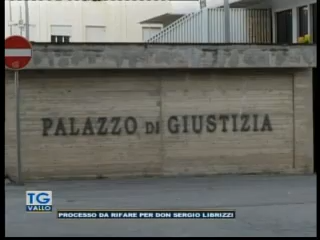 PALAZZO DI GIUSTIZIA
TG
VALLO
PROCESSO DA RIFARE PER DON SERGIO LIBRIZZI